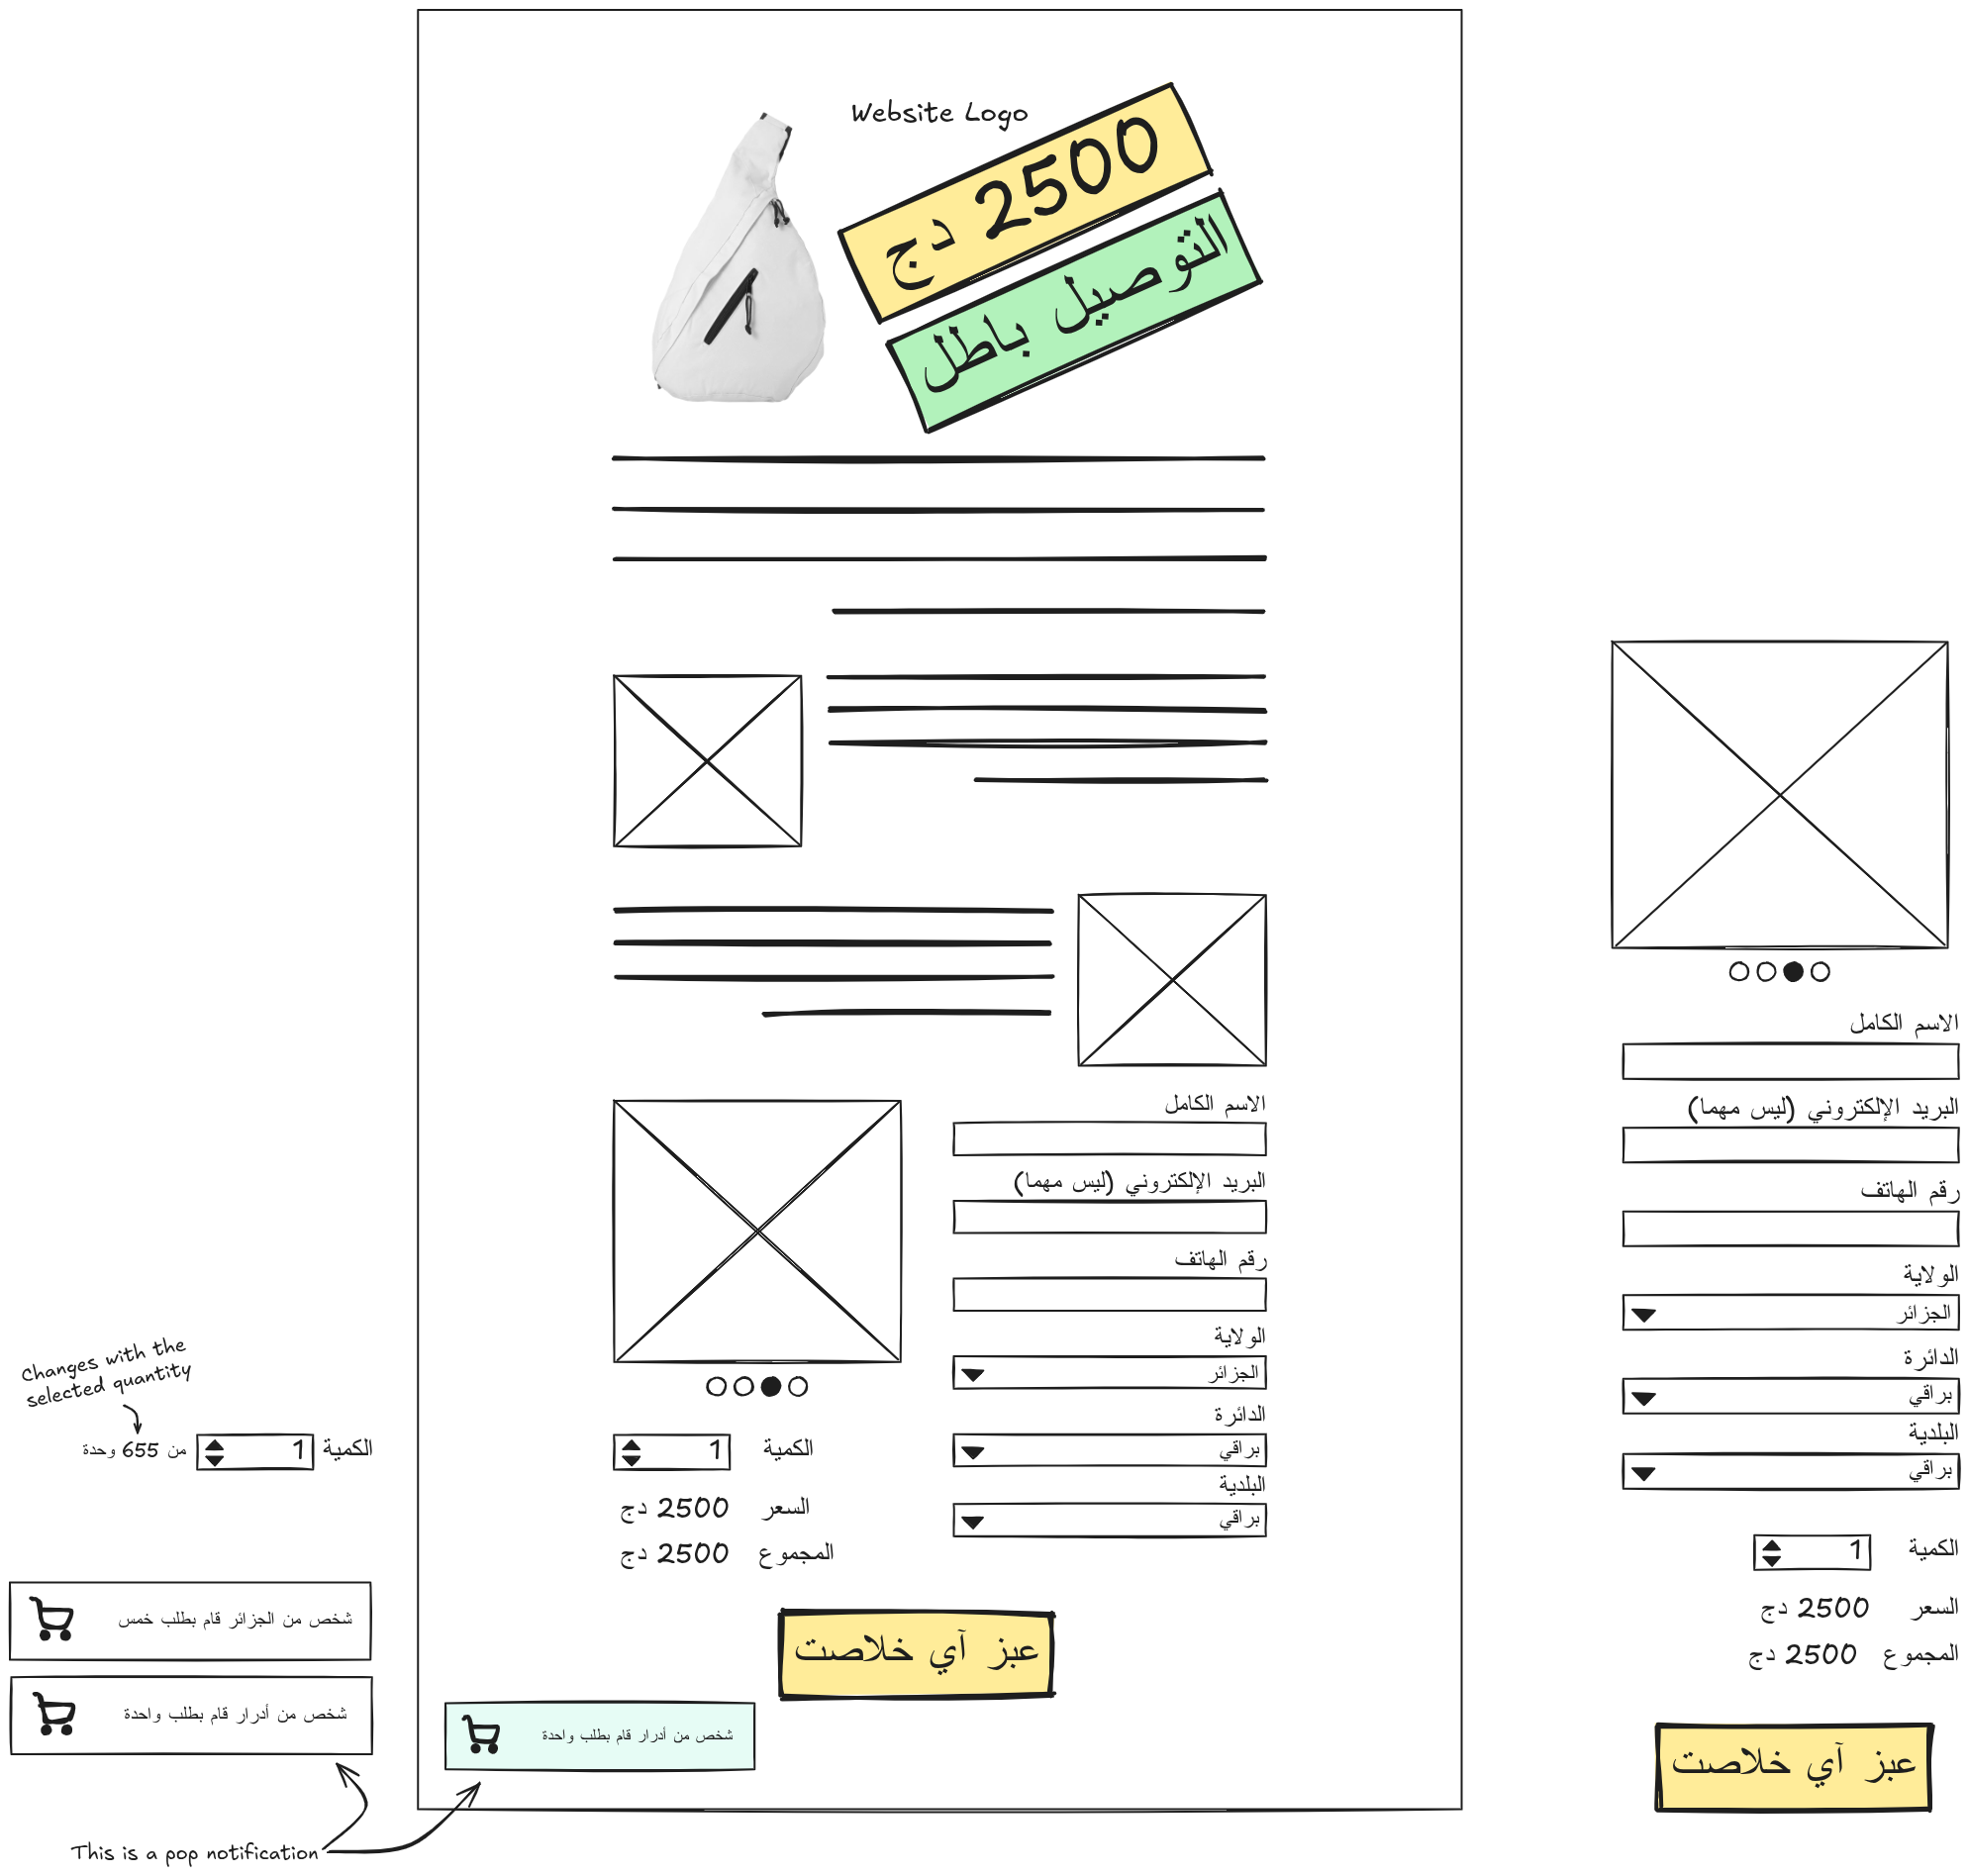 Website Logo
2500 دج
التوصيل باطل
الاسم الكامل
البريد الإلكتروني (ليس مهما)
رقم الهاتف
الولاية
الجزائر
الدائرة
براقي
البلدية
براقي
الكمية 1
السعر 2500 دج
المجموع 2500 دج
عبز آي خلاصت
شخص من أدرار قام بطلب واحدة
الاسم الكامل
البريد الإلكتروني (ليس مهما)
رقم الهاتف
الولاية
الجزائر
الدائرة
براقي
البلدية
براقي
الكمية 1
السعر 2500 دج
المجموع 2500 دج
عبز آي خلاصت
Changes with the
selected quantity
الكمية 1 من 655 وحدة
شخص من الجزائر قام بطلب خمس
شخص من أدرار قام بطلب واحدة
This is a pop notification